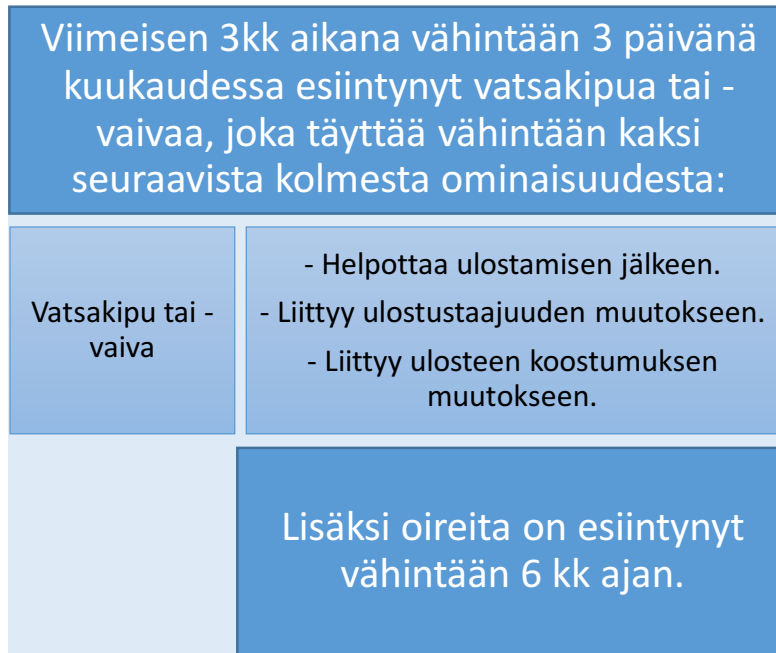 Viimeisen 3kk aikana vähintään 3 päivänä
kuukaudessa esiintynyt vatsakipua tai -
vaivaa, joka täyttää vähintään kaksi
seuraavista kolmesta ominaisuudesta:
Vatsakipu tai -
vaiva
- Helpottaa ulostamisen jälkeen.
- Liittyy ulostustaajuuden muutokseen.
- Liittyy ulosteen koostumuksen
muutokseen.
Lisäksi oireita on esiintynyt
vähintään 6 kk ajan.